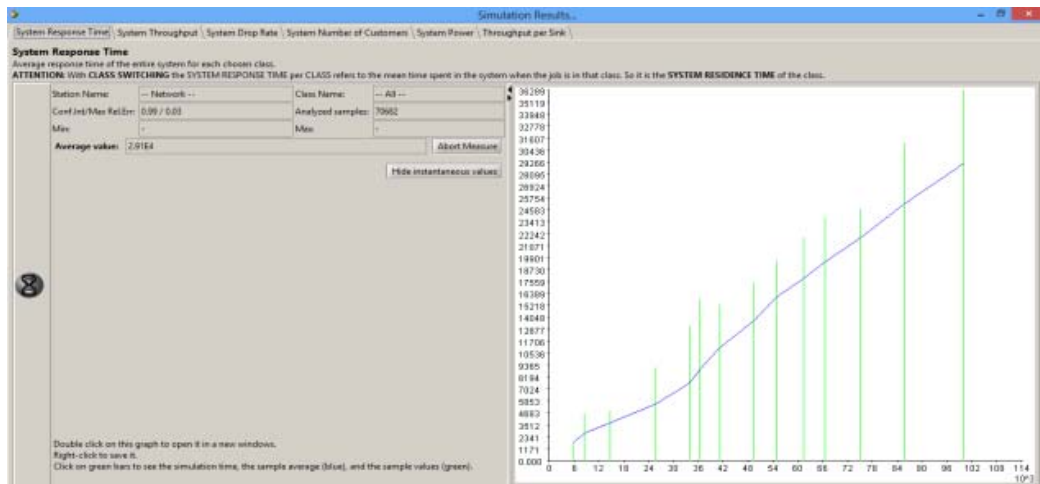 Simulation Results...
System Response Time System Throughput System Drop Rate System Number of Customers System Power Throughput per Sink
System Response Time
Average response time of the entire system for each chosen class.
ATTENTION: With CLASS SWITCHING the SYSTEM RESPONSE TIME per CLASS refers to the mean time spent in the system when the job is in that class. So it is the SYSTEM RESIDENCE TIME of the class.
Station Name: -- Network -- Class Name: -- All --
Conf.Int/Max Rel.Err: 0.99 / 0.03 Analyzed samples: 70682
Min: - Max: -
Average value: 2.91E4 Abort Measure
Hide instantaneous values
36289
35119
33948
32778
31607
30436
29266
28095
26924
25754
24583
23413
22242
21071
19901
18730
17559
16389
15218
14048
12877
11706
10536
9365
8194
7024
5853
4683
3512
2341
1171
0.000
0 6 12 18 24 30 36 42 48 54 60 66 72 78 84 90 96 102 108 114
10^3
Double click on this graph to open it in a new windows.
Right-click to save it.
Click on green bars to see the simulation time, the sample average (blue), and the sample values (green).